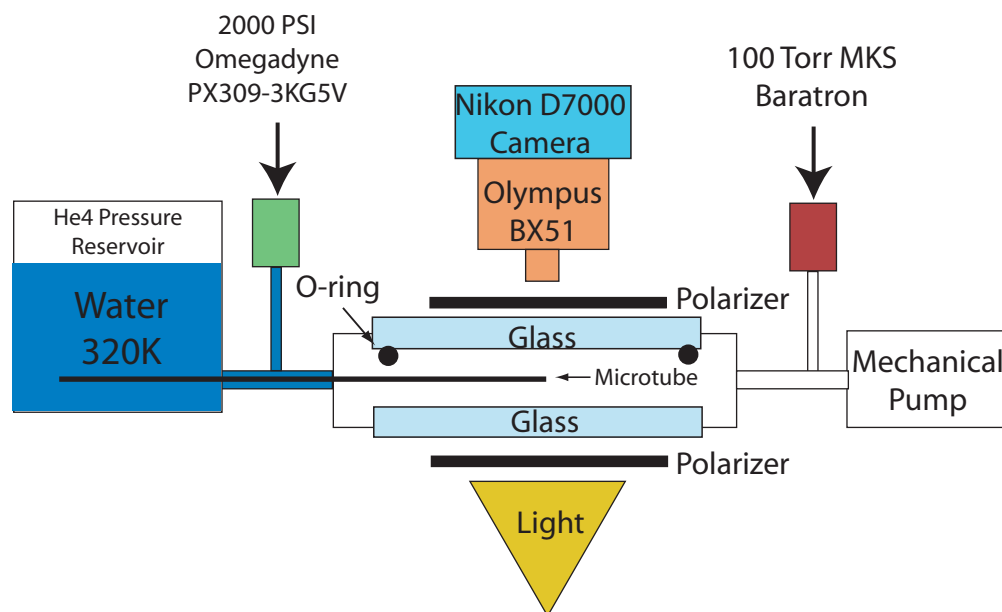 2000 PSI
Omegadyne
PX309-3KG5V
100 Torr MKS
Baratron
Nikon D7000
Camera
Olympus
BX51
He4 Pressure
Reservoir
Water
320K
O-ring
Polarizer
Glass
Microtube
Mechanical
Pump
Glass
Polarizer
Light